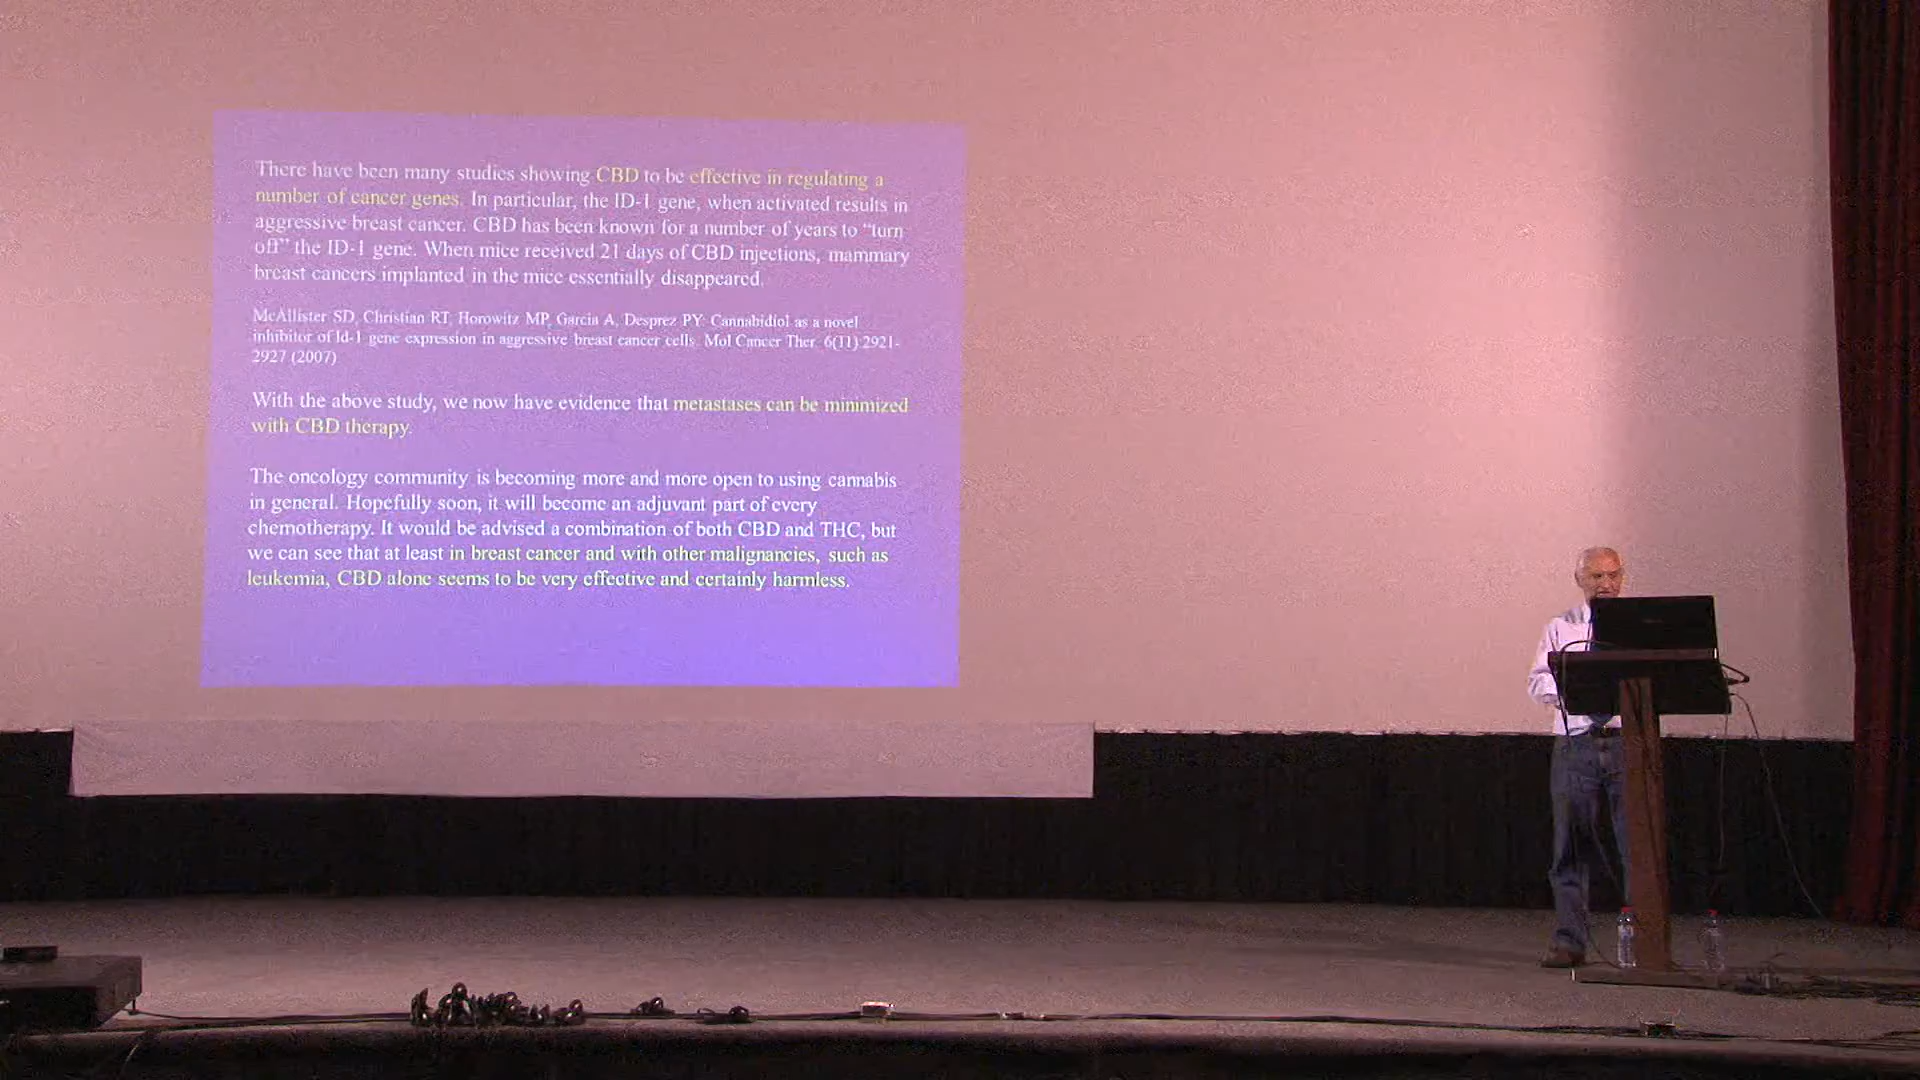 There have been many studies showing CBD to be effective in regulating a
number of cancer genes. In particular, the ID-1 gene, when activated results in
aggressive breast cancer. CBD has been known for a number of years to “turn
off” the ID-1 gene. When mice received 21 days of CBD injections, mammary
breast cancers implanted in the mice essentially disappeared.
McAllister SD, Christian RT, Horowitz MP, Garcia A, Desprez PY: Cannabidiol as a novel
inhibitor of Id-1 gene expression in aggressive breast cancer cells. Mol Cancer Ther. 6(11):2921-
2927 (2007)
With the above study, we now have evidence that metastases can be minimized
with CBD therapy.
The oncology community is becoming more and more open to using cannabis
in general. Hopefully soon, it will become an adjuvant part of every
chemotherapy. It would be advised a combination of both CBD and THC, but
we can see that at least in breast cancer and with other malignancies, such as
leukemia, CBD alone seems to be very effective and certainly harmless.